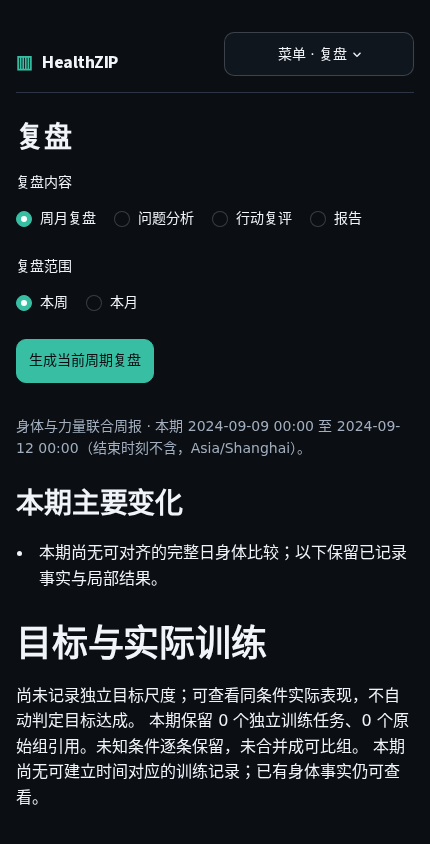 HealthZIP
菜单 · 复盘
复盘
复盘内容
周月复盘 问题分析 行动复评 报告
复盘范围
本周 本月
生成当前周期复盘
身体与力量联合周报 · 本期 2024-09-09 00:00 至 2024-09-
12 00:00（结束时刻不含，Asia/Shanghai）。
本期主要变化
• 本期尚无可对齐的完整日身体比较；以下保留已记录
事实与局部结果。
目标与实际训练
尚未记录独立目标尺度；可查看同条件实际表现，不自
动判定目标达成。 本期保留 0 个独立训练任务、0 个原
始组引用。未知条件逐条保留，未合并成可比组。 本期
尚无可建立时间对应的训练记录；已有身体事实仍可查
看。